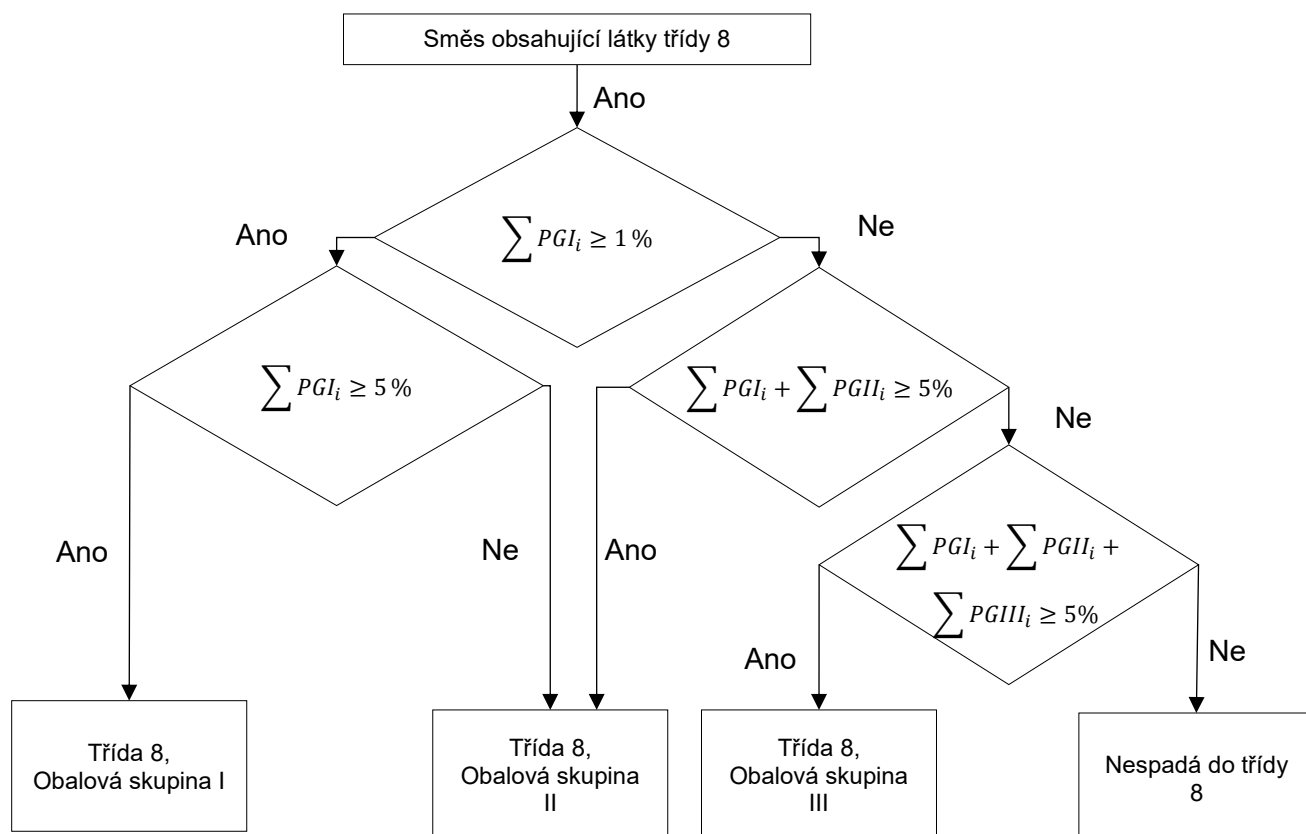 Směs obsahující látky třídy 8
Ano
∑ PGI_i ≥ 1 %
Ano
Ne
∑ PGI_i ≥ 5 %
∑ PGI_i + ∑ PGII_i ≥ 5%
Ne
Ano
Ne
Ano
∑ PGI_i + ∑ PGII_i +
∑ PGIII_i ≥ 5%
Ano
Ne
Třída 8,
Obalová skupina I
Třída 8,
Obalová skupina
II
Třída 8,
Obalová skupina
III
Nespadá do třídy
8